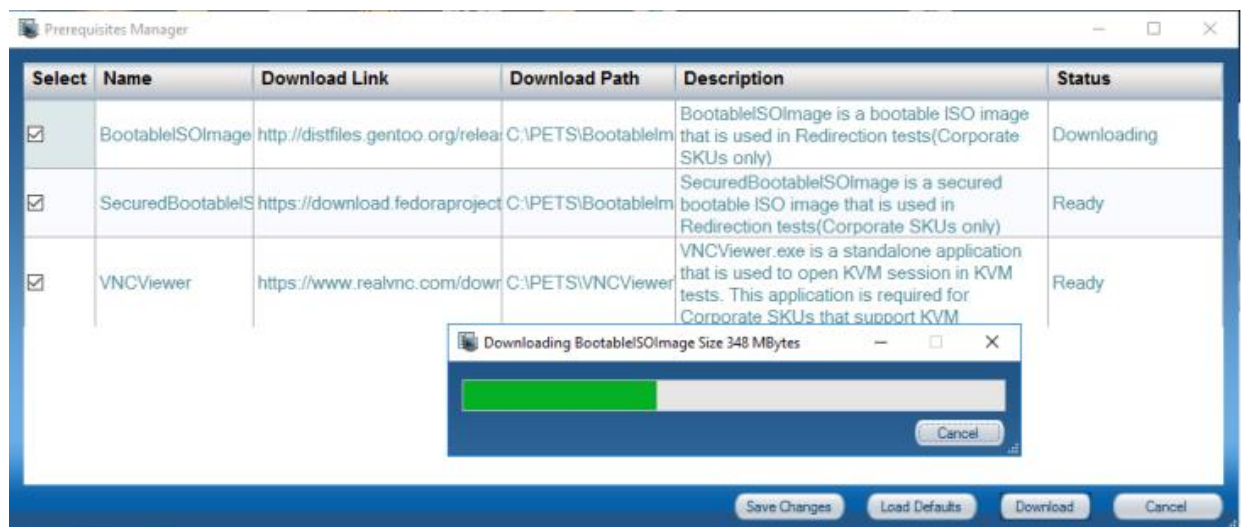 Prerequisites Manager
Select Name Download Link Download Path Description Status
BootableISOImage http://distfiles.gentoo.org/relea C:\PETS\BootableIm BootableISOImage is a bootable ISO image
that is used in Redirection tests(Corporate
SKUs only)
Downloading
SecuredBootableIS https://download.fedoraproject C:\PETS\BootableIm SecuredBootableISOImage is a secured
bootable ISO image that is used in
Redirection tests(Corporate SKUs only)
Ready
VNCViewer https://www.realvnc.com/dowr C:\PETS\VNCViewer VNCViewer.exe is a standalone application
that is used to open KVM session in KVM
tests. This application is required for
Corporate SKUs that support KVM
Ready
Downloading BootableISOImage Size 348 MBytes
Cancel
Save Changes Load Defaults Download Cancel